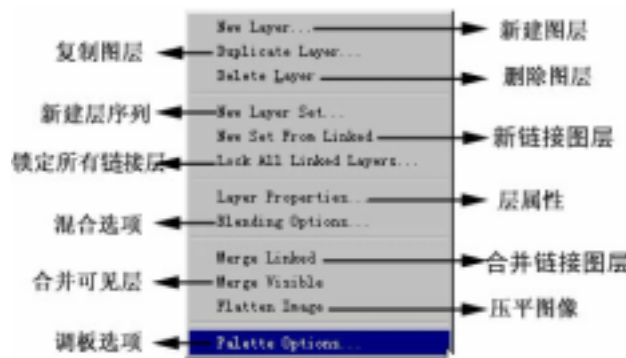 New Layer...
新建图层
复制图层
Duplicate Layer...
Delete Layer
删除图层
新建层序列
New Layer Set...
New Set From Linked
新链接图层
锁定所有链接层
Lock All Linked Layers...
Layer Properties...
层属性
混合选项
Blending Options...
Merge Linked
合并链接图层
合并可见层
Merge Visible
Flatten Image
压平图像
调板选项
Palette Options...